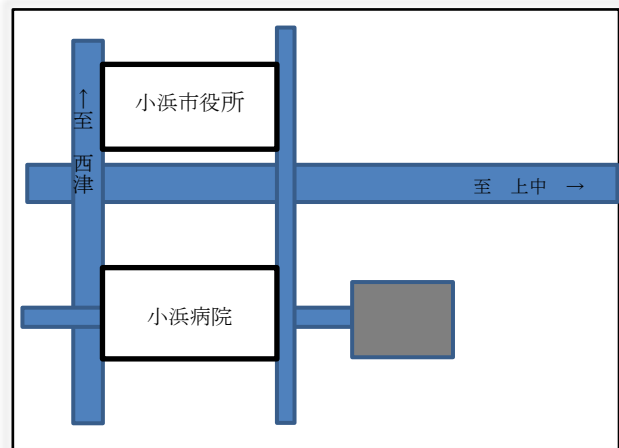 小浜市役所
←至　西津
至　上中　→
小浜病院